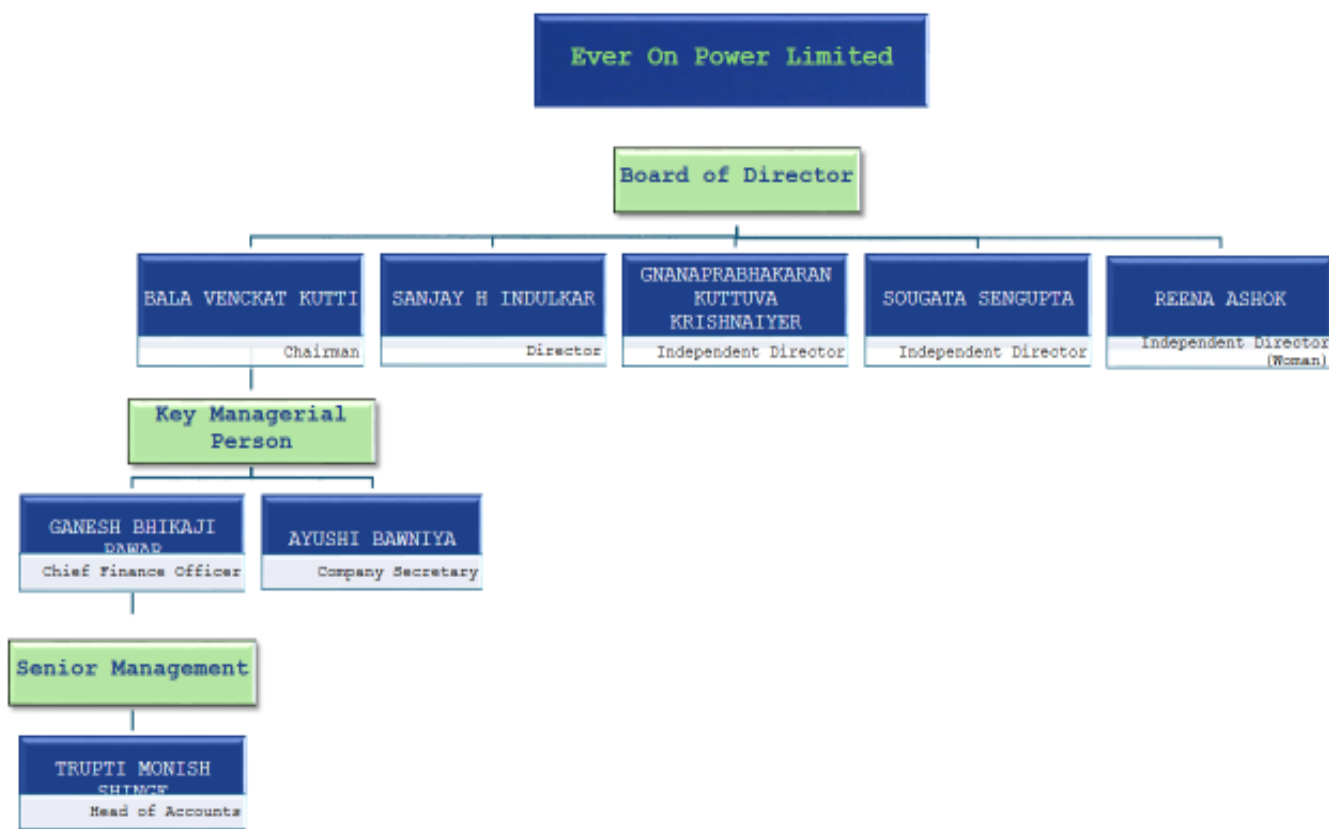 Ever On Power Limited
Board of Director
BALA VENCKAT KUTTI
Chairman
SANJAY H INDULKAR
Director
GNANAPRABHAKARAN
KUTTUVA
KRISHNAIYER
Independent Director
SOUGATA SENGUPTA
Independent Director
REENA ASHOK
Independent Director
(Woman)
Key Managerial
Person
GANESH BHIKAJI
PAWAR
Chief Finance Officer
AYUSHI BAWNIYA
Company Secretary
Senior Management
TRUPTI MONISH
Head of Accounts